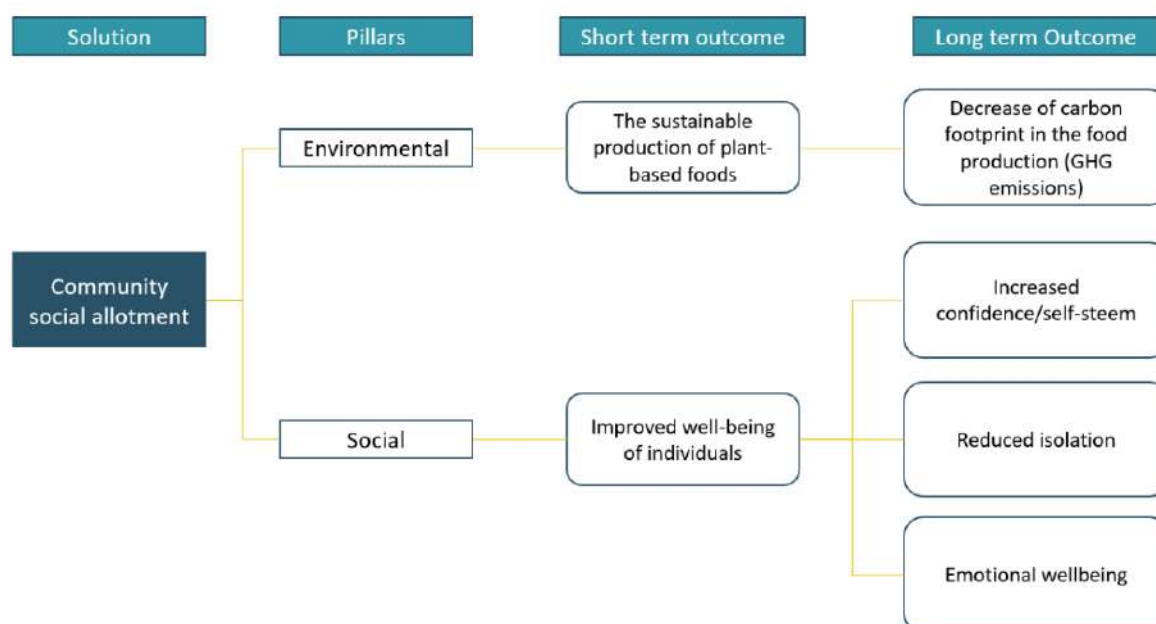 Solution
Pillars
Short term outcome
Long term Outcome
Community
social allotment
Environmental
The sustainable
production of plant-
based foods
Decrease of carbon
footprint in the food
production (GHG
emissions)
Social
Improved well-being
of individuals
Increased
confidence/self-steem
Reduced isolation
Emotional wellbeing